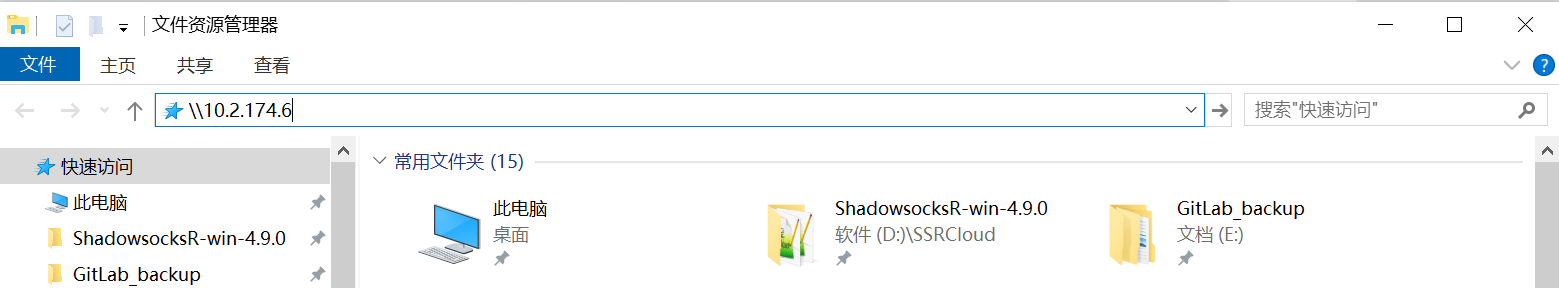 文件资源管理器
文件 主页 共享 查看
\\10.2.174.6 搜索"快速访问"
快速访问
此电脑
ShadowsocksR-win-4.9.0
GitLab_backup
常用文件夹 (15)
此电脑
桌面
ShadowsocksR-win-4.9.0
软件 (D:)\SSRCloud
GitLab_backup
文档 (E:)